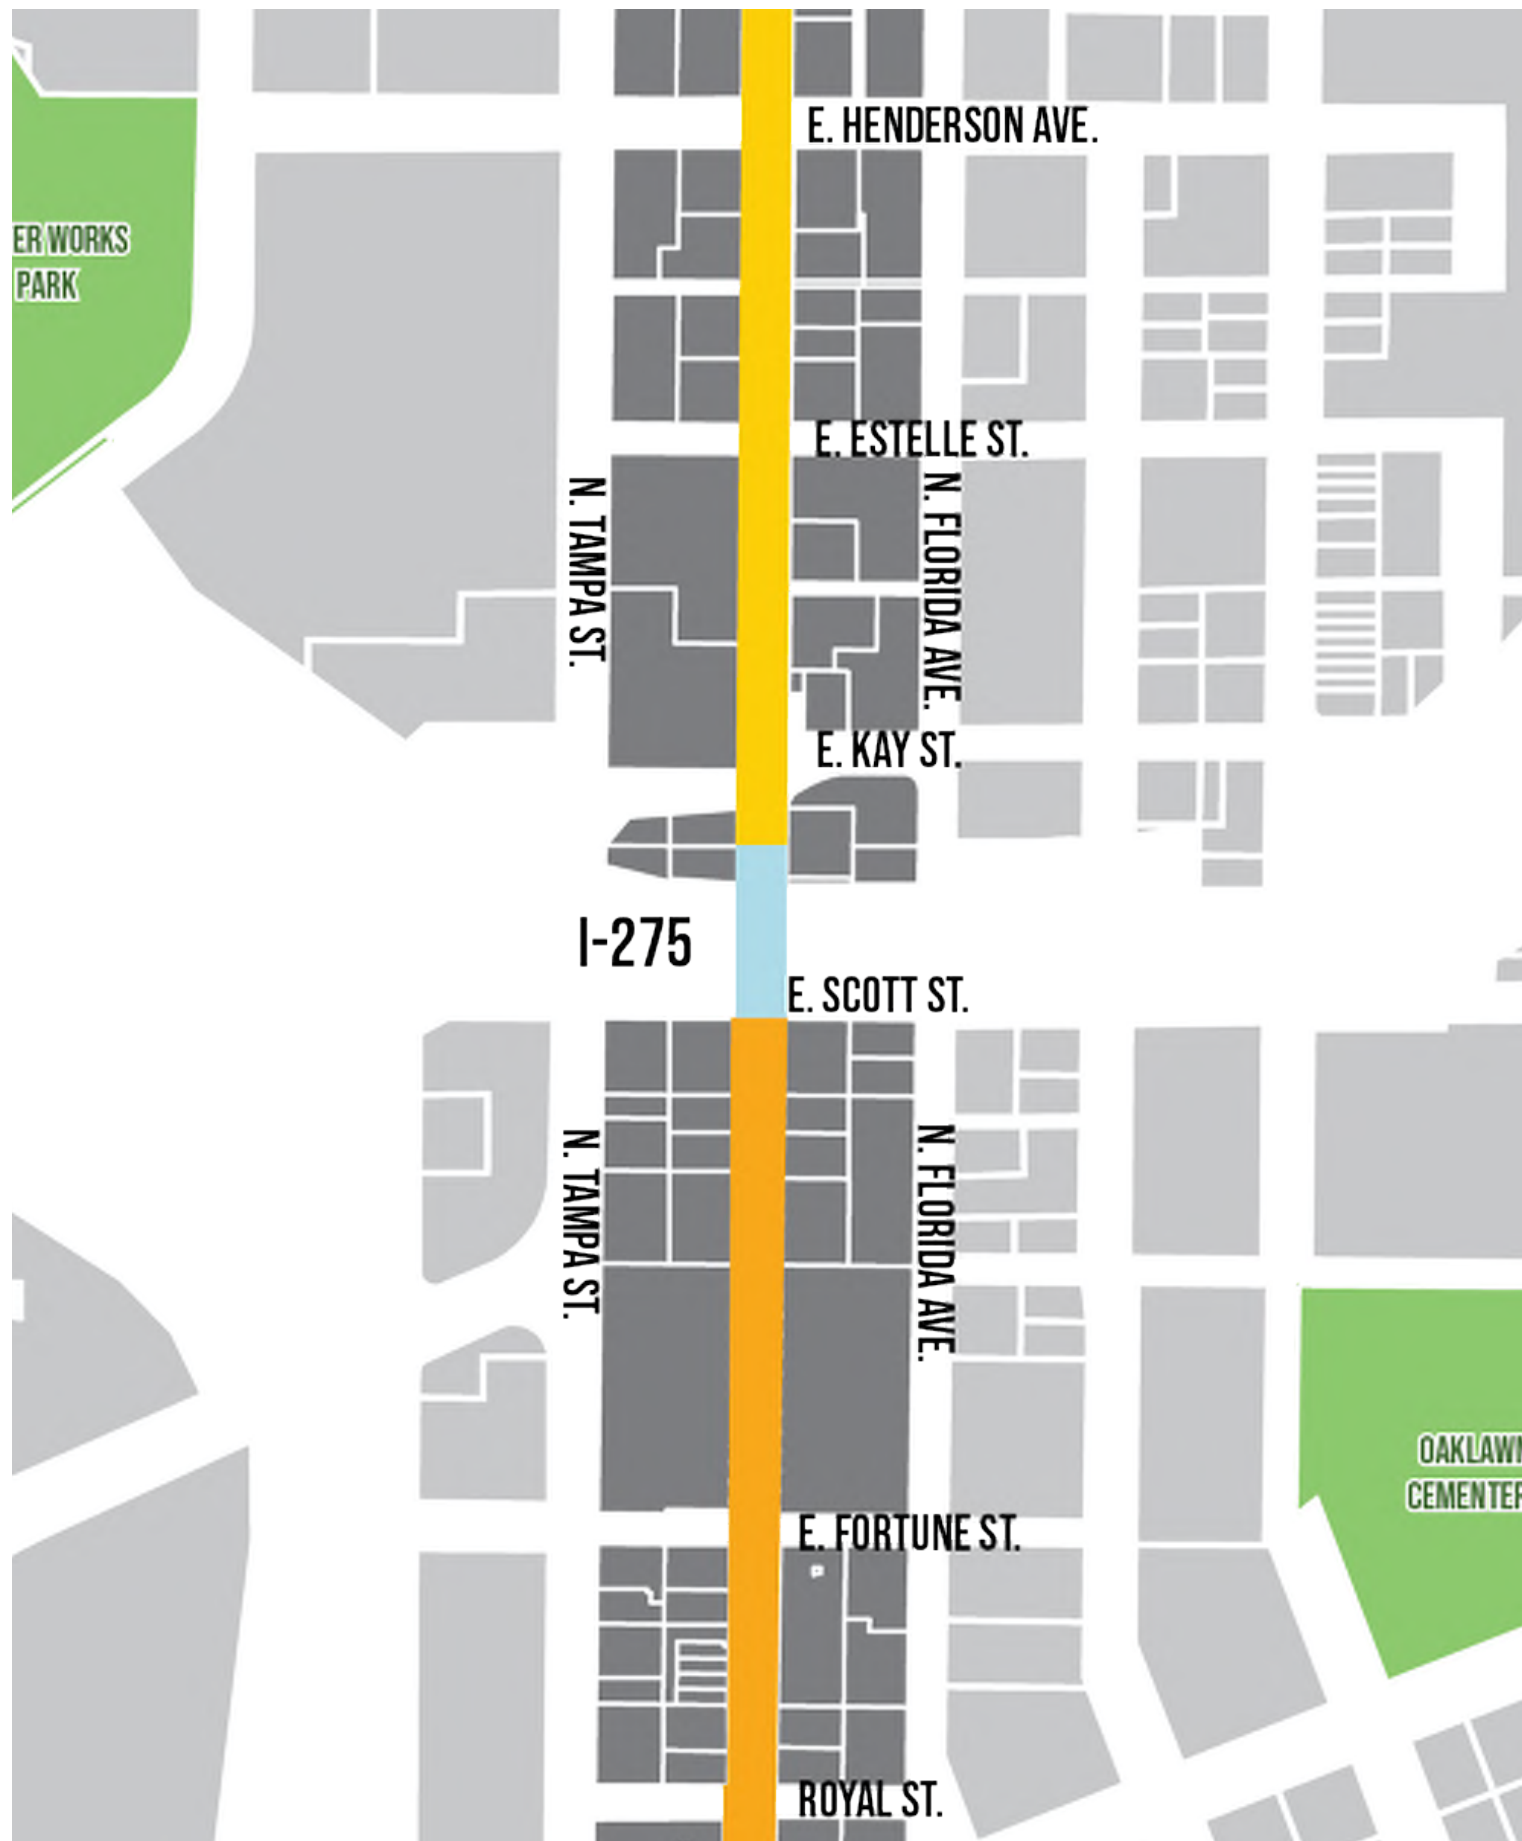 E. HENDERSON AVE.
ER WORKS
PARK
E. ESTELLE ST.
N. TAMPA ST.
N. FLORIDA AVE.
E. KAY ST.
I-275
E. SCOTT ST.
N. TAMPA ST.
N. FLORIDA AVE.
OAKLAWN
CEMETER
E. FORTUNE ST.
ROYAL ST.